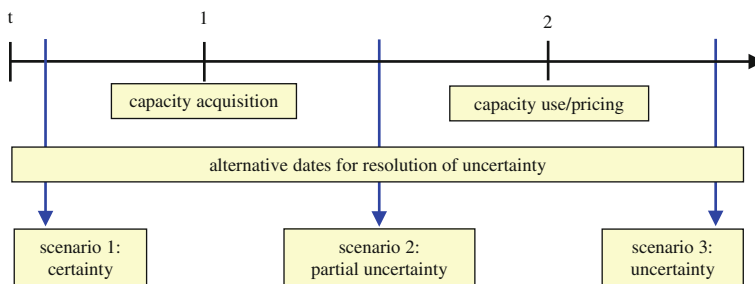 t
1
2
capacity acquisition
capacity use/pricing
alternative dates for resolution of uncertainty
scenario 1:
certainty
scenario 2:
partial uncertainty
scenario 3:
uncertainty